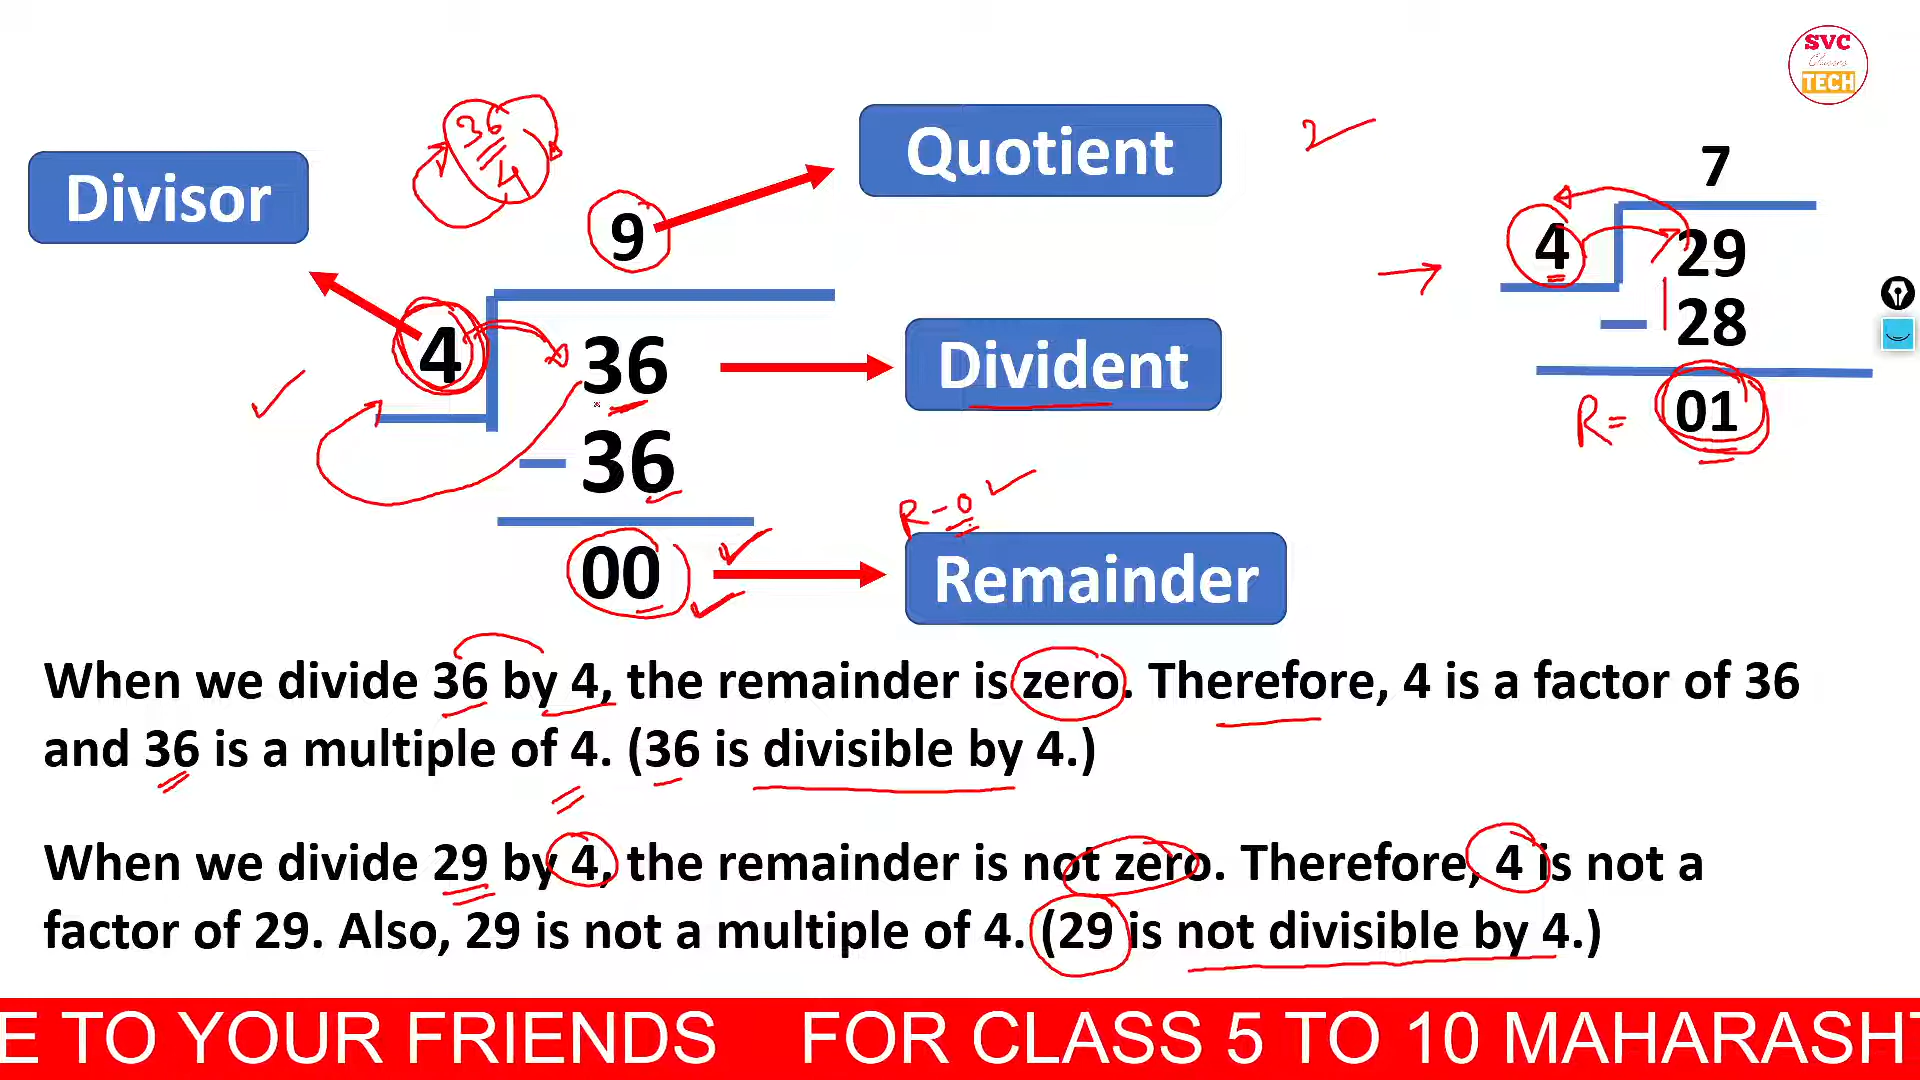 SVC
Classes
TECH
Divisor
36
4
9
Quotient
7
4
29
4
36
Divident
28
36
01
R=
R-0
00
Remainder
When we divide 36 by 4, the remainder is zero. Therefore, 4 is a factor of 36
and 36 is a multiple of 4. (36 is divisible by 4.)
When we divide 29 by 4, the remainder is not zero. Therefore, 4 is not a
factor of 29. Also, 29 is not a multiple of 4. (29 is not divisible by 4.)
E TO YOUR FRIENDS FOR CLASS 5 TO 10 MAHARASHT